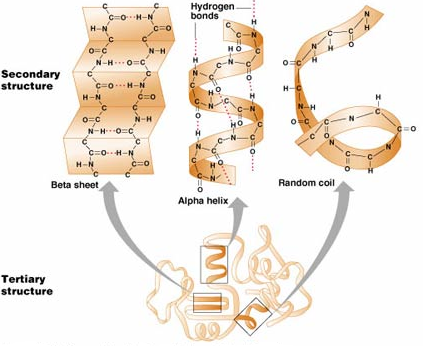 Hydrogen
bonds
Secondary
structure
Beta sheet
Alpha helix
Random coil
Tertiary
structure